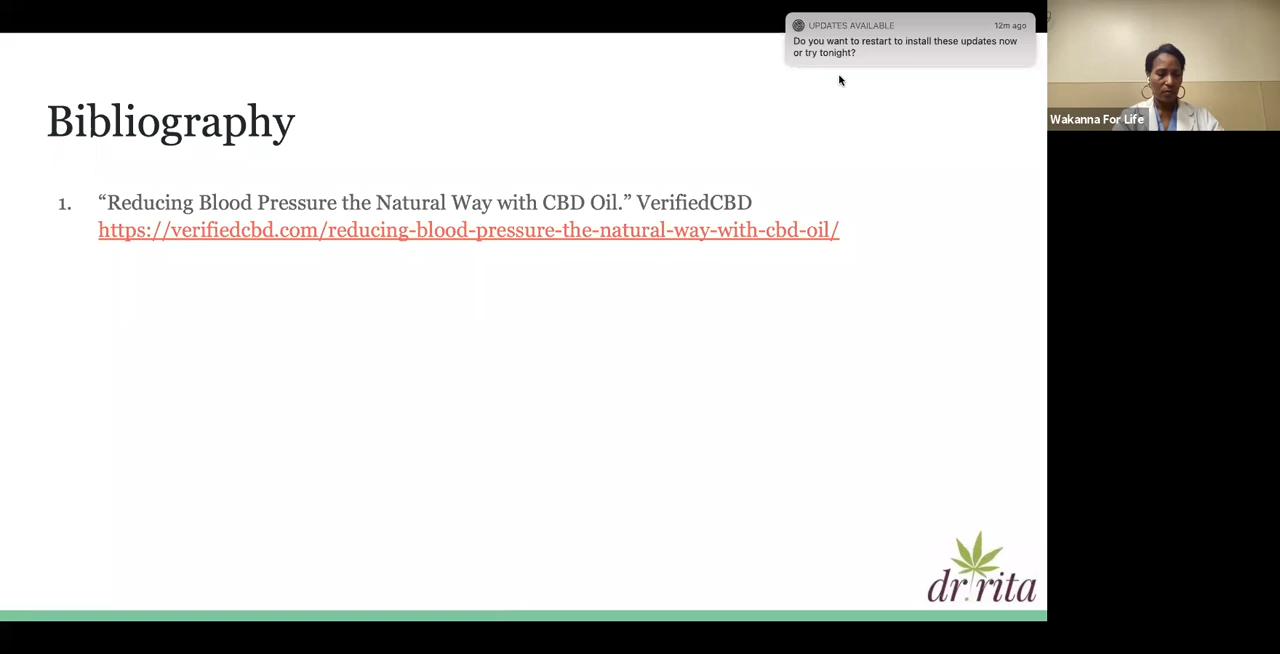 UPDATES AVAILABLE 12m ago
Do you want to restart to install these updates now
or try tonight?
Wakanna For Life
Bibliography
1. “Reducing Blood Pressure the Natural Way with CBD Oil.” VerifiedCBD
https://verifiedcbd.com/reducing-blood-pressure-the-natural-way-with-cbd-oil/
dr. rita